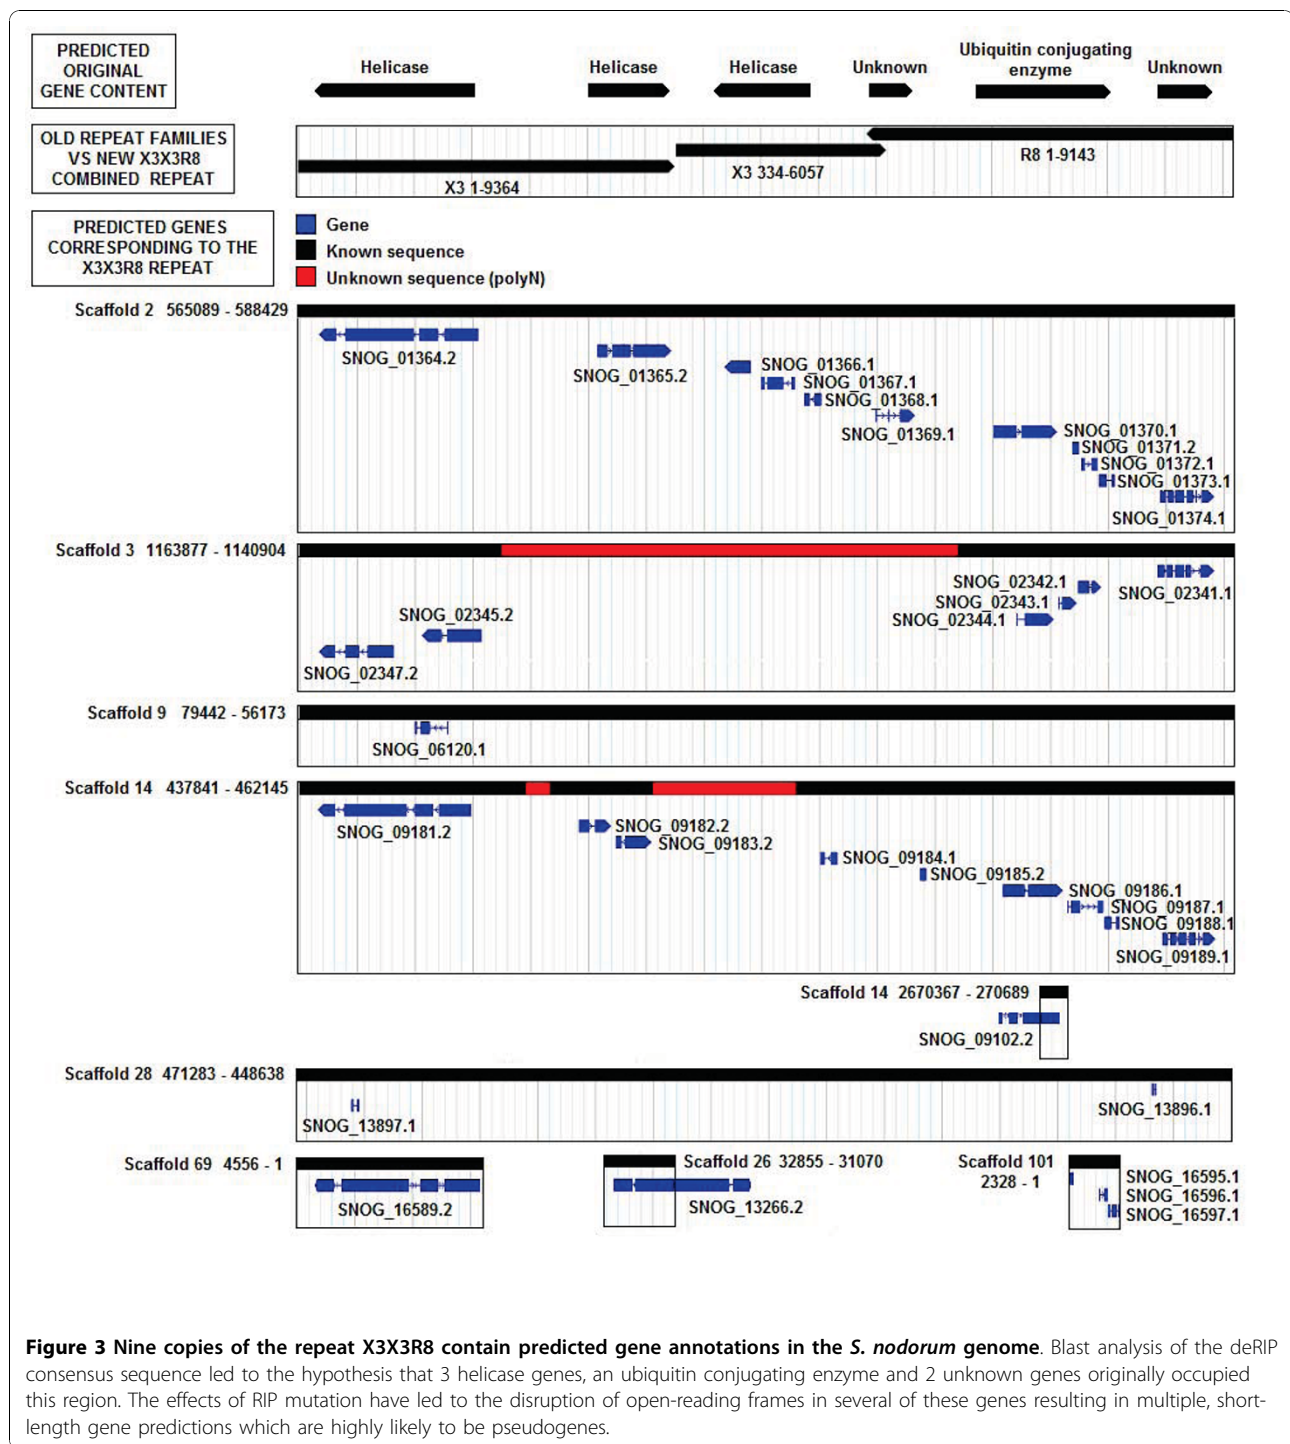 PREDICTED
ORIGINAL
GENE CONTENT
Helicase
Helicase
Helicase
Unknown
Ubiquitin conjugating
enzyme
Unknown
OLD REPEAT FAMILIES
VS NEW X3X3R8
COMBINED REPEAT
X3 1-9364
X3 334-6057
R8 1-9143
PREDICTED GENES
CORRESPONDING TO THE
X3X3R8 REPEAT
Gene
Known sequence
Unknown sequence (polyN)
Scaffold 2 565089 - 588429
SNOG_01364.2
SNOG_01365.2
SNOG_01366.1
SNOG_01367.1
SNOG_01368.1
SNOG_01369.1
SNOG_01370.1
SNOG_01371.2
SNOG_01372.1
SNOG_01373.1
SNOG_01374.1
Scaffold 3 1163877 - 1140904
SNOG_02342.1
SNOG_02341.1
SNOG_02343.1
SNOG_02344.1
SNOG_02345.2
SNOG_02347.2
Scaffold 9 79442 - 56173
SNOG_06120.1
Scaffold 14 437841 - 462145
SNOG_09181.2
SNOG_09182.2
SNOG_09183.2
SNOG_09184.1
SNOG_09185.2
SNOG_09186.1
SNOG_09187.1
SNOG_09188.1
SNOG_09189.1
Scaffold 14 2670367 - 270689
SNOG_09102.2
Scaffold 28 471283 - 448638
SNOG_13897.1
SNOG_13896.1
Scaffold 69 4556 - 1
SNOG_16589.2
Scaffold 26 32855 - 31070
SNOG_13266.2
Scaffold 101
2328 - 1
SNOG_16595.1
SNOG_16596.1
SNOG_16597.1
Figure 3 Nine copies of the repeat X3X3R8 contain predicted gene annotations in the S. nodorum genome. Blast analysis of the deRIP
consensus sequence led to the hypothesis that 3 helicase genes, an ubiquitin conjugating enzyme and 2 unknown genes originally occupied
this region. The effects of RIP mutation have led to the disruption of open-reading frames in several of these genes resulting in multiple, short-
length gene predictions which are highly likely to be pseudogenes.